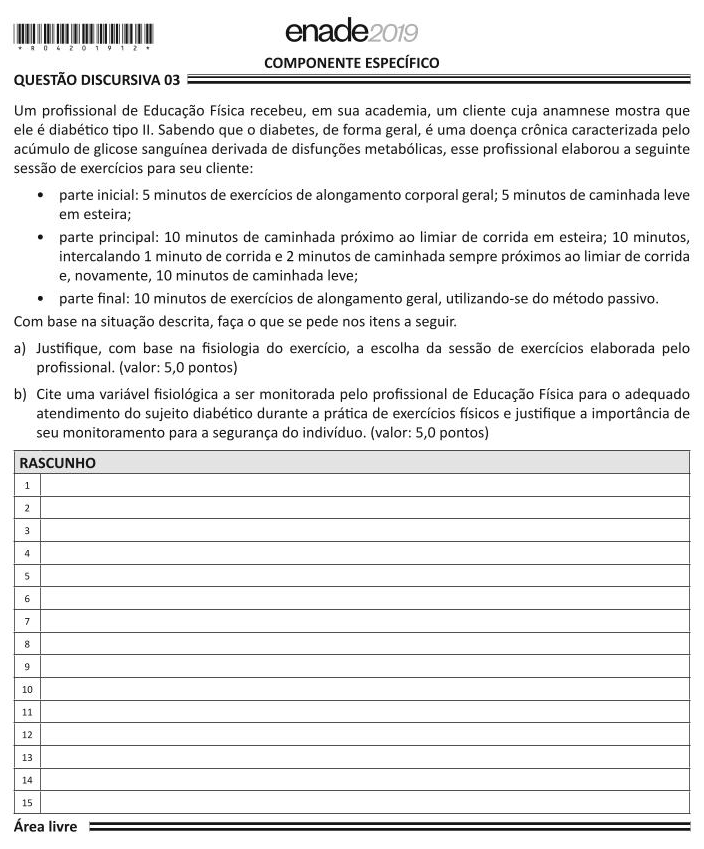 enade2019
*R0420191 2*
COMPONENTE ESPECÍFICO
QUESTÃO DISCURSIVA 03
Um profissional de Educação Física recebeu, em sua academia, um cliente cuja anamnese mostra que
ele é diabético tipo II. Sabendo que o diabetes, de forma geral, é uma doença crônica caracterizada pelo
acúmulo de glicose sanguínea derivada de disfunções metabólicas, esse profissional elaborou a seguinte
sessão de exercícios para seu cliente:
• parte inicial: 5 minutos de exercícios de alongamento corporal geral; 5 minutos de caminhada leve
em esteira;
• parte principal: 10 minutos de caminhada próximo ao limiar de corrida em esteira; 10 minutos,
intercalando 1 minuto de corrida e 2 minutos de caminhada sempre próximos ao limiar de corrida
e, novamente, 10 minutos de caminhada leve;
• parte final: 10 minutos de exercícios de alongamento geral, utilizando-se do método passivo.
Com base na situação descrita, faça o que se pede nos itens a seguir.
a) Justifique, com base na fisiologia do exercício, a escolha da sessão de exercícios elaborada pelo
profissional. (valor: 5,0 pontos)
b) Cite uma variável fisiológica a ser monitorada pelo profissional de Educação Física para o adequado
atendimento do sujeito diabético durante a prática de exercícios físicos e justifique a importância de
seu monitoramento para a segurança do indivíduo. (valor: 5,0 pontos)
RASCUNHO
1
2
3
4
5
6
7
8
9
10
11
12
13
14
15
Área livre